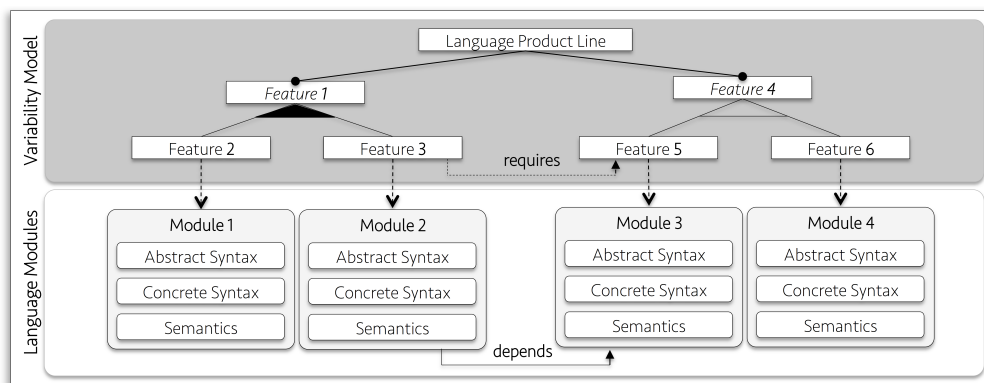 Variability Model
Language Product Line
Feature 1
Feature 4
Feature 2
Feature 3
requires
Feature 5
Feature 6
Language Modules
Module 1
Abstract Syntax
Concrete Syntax
Semantics
Module 2
Abstract Syntax
Concrete Syntax
Semantics
depends
Module 3
Abstract Syntax
Concrete Syntax
Semantics
Module 4
Abstract Syntax
Concrete Syntax
Semantics